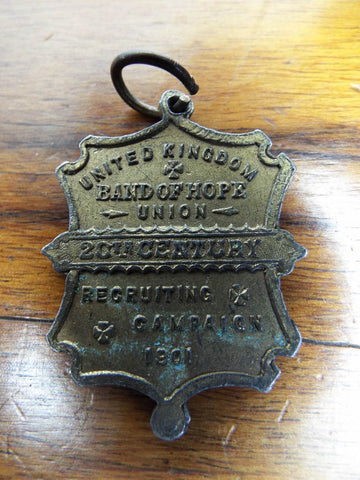 UNITED KINGDOM
BAND OF HOPE
UNION
20TH CENTURY
RECRUITING
CAMPAIGN
1901